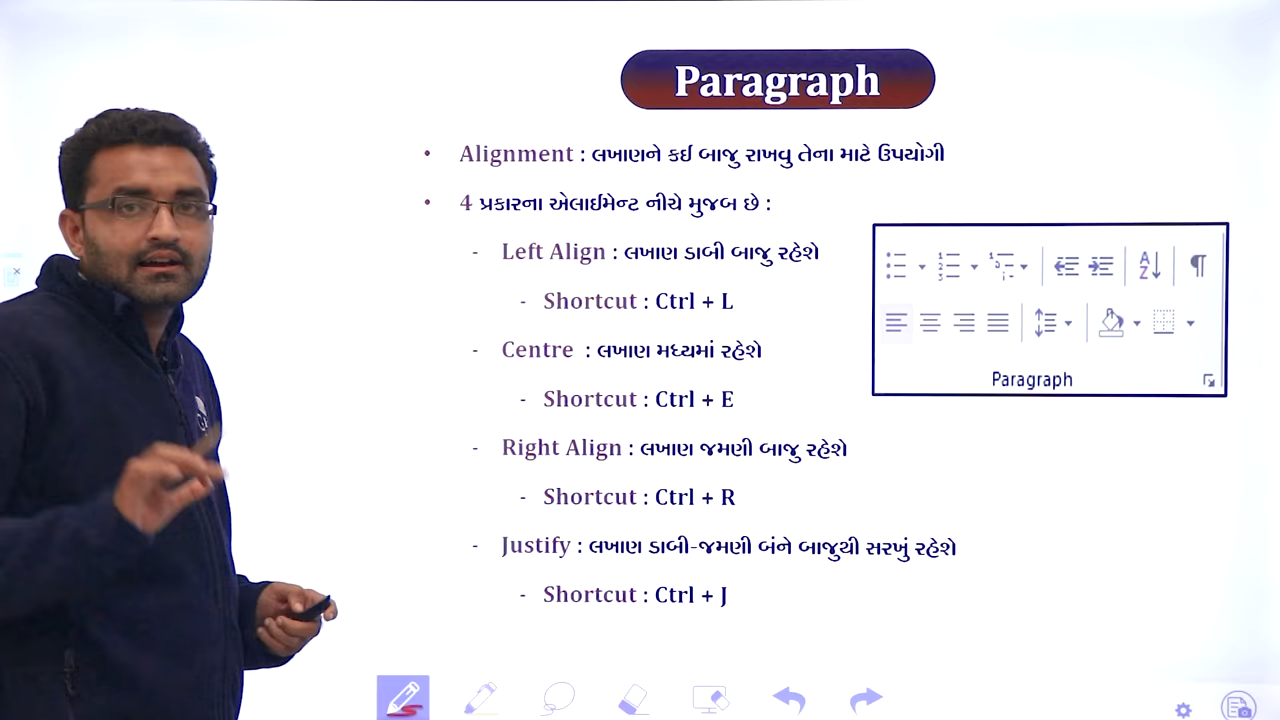 Paragraph
• Alignment : લખાણને કઈ બાજુ રાખવુ તેના માટે ઉપયોગી
• 4 પ્રકારના એલાઈમેન્ટ નીચે મુજબ છે :
- Left Align : લખાણ ડાબી બાજુ રહેશે
- Shortcut : Ctrl + L
- Centre : લખાણ મધ્યમાં રહેશે
- Shortcut : Ctrl + E
- Right Align : લખાણ જમણી બાજુ રહેશે
- Shortcut : Ctrl + R
- Justify : લખાણ ડાબી-જમણી બંને બાજુથી સરખું રહેશે
- Shortcut : Ctrl + J
Paragraph